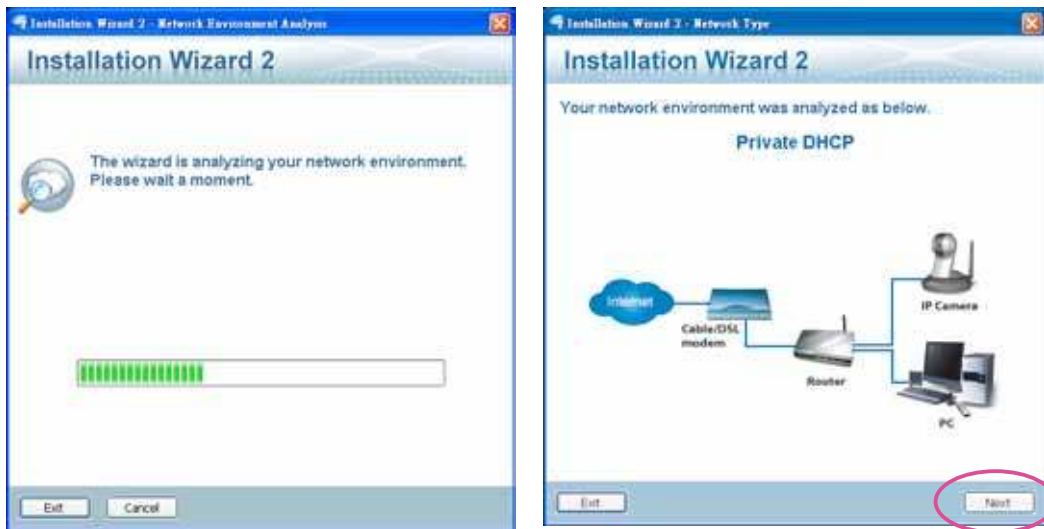 Installation Wizard 2 - Network Environment Analysis
Installation Wizard 2
The wizard is analyzing your network environment.
Please wait a moment.
Exit
Cancel
Installation Wizard 2 - Network Type
Installation Wizard 2
Your network environment was analyzed as below.
Private DHCP
Internet
Cable/DSL
modem
Router
IP Camera
PC
Exit
Next